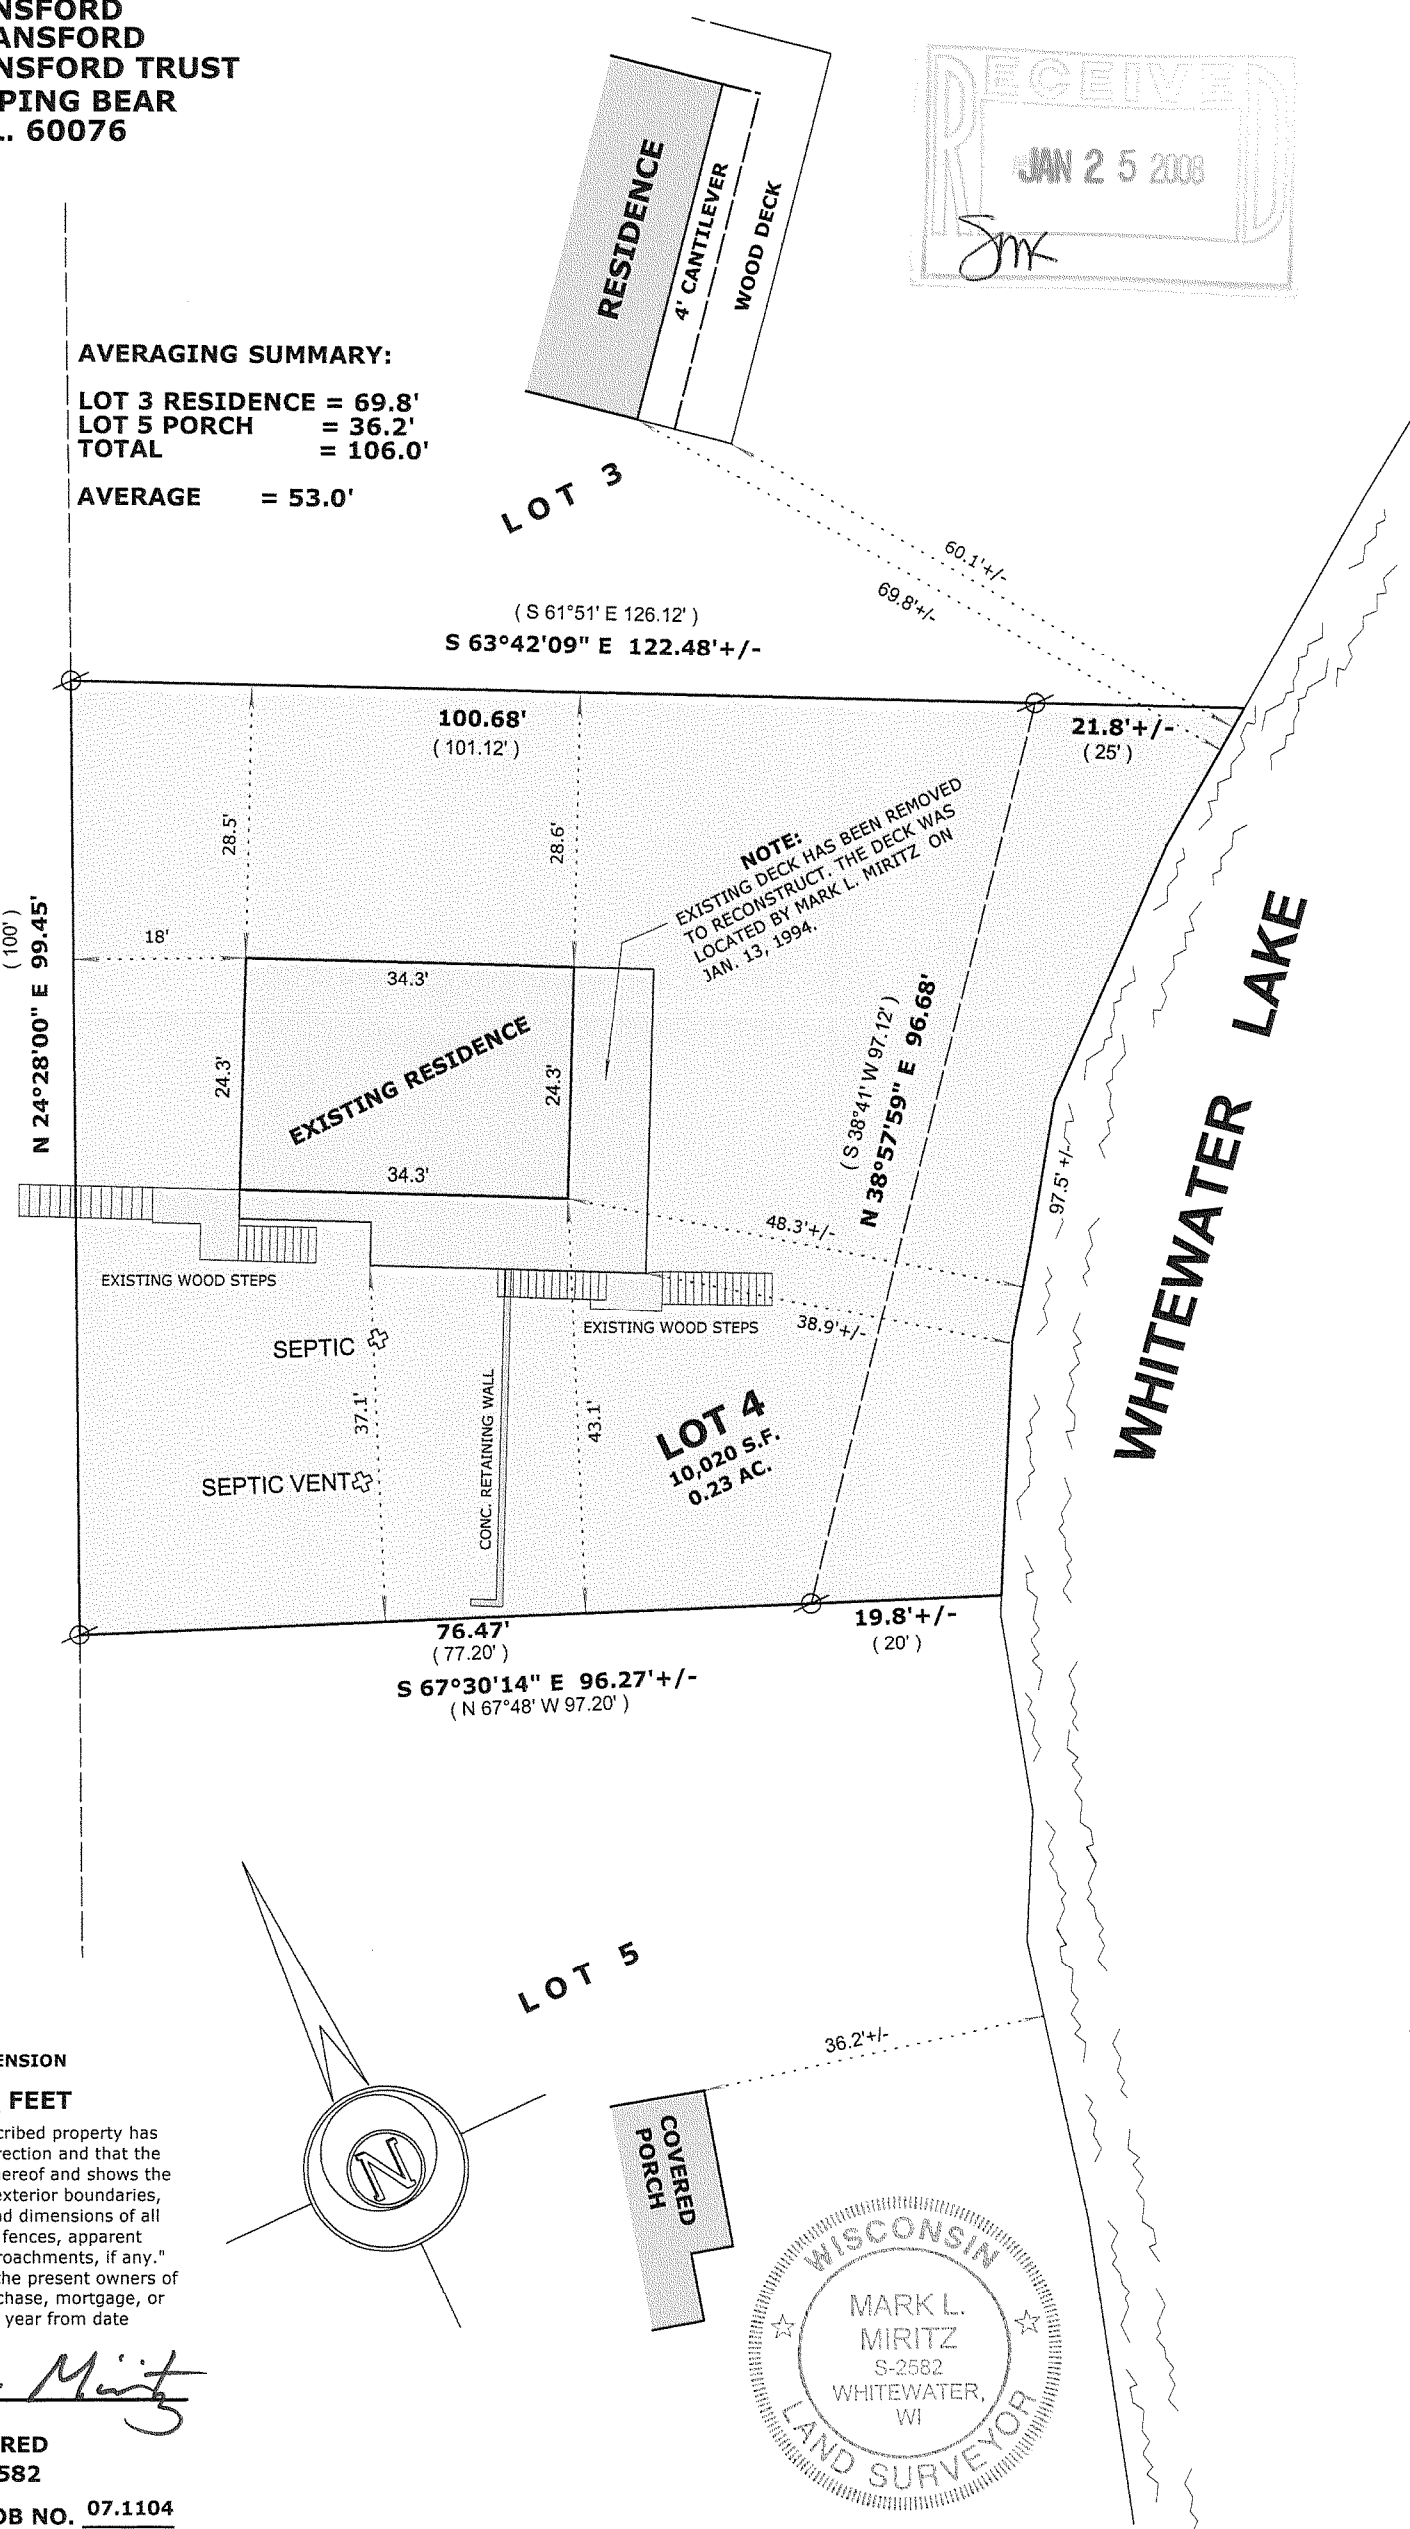 NSFORD
ANSFORD
NSFORD TRUST
PING BEAR
L. 60076
RECEIVED
JAN 25 2008
SMK
RESIDENCE
4' CANTILEVER
WOOD DECK
AVERAGING SUMMARY:
LOT 3 RESIDENCE = 69.8'
LOT 5 PORCH = 36.2'
TOTAL = 106.0'
AVERAGE = 53.0'
LOT 3
60.1'+/-
69.8'+/-
( S 61°51' E 126.12' )
S 63°42'09" E 122.48'+/-
100.68'
( 101.12' )
21.8'+/-
( 25' )
28.5'
28.6'
NOTE:
EXISTING DECK HAS BEEN REMOVED
TO RECONSTRUCT. THE DECK WAS
LOCATED BY MARK L. MIRITZ ON
JAN. 13, 1994.
( 100' )
N 24°28'00" E 99.45'
18'
34.3'
24.3'
EXISTING RESIDENCE
24.3'
34.3'
( S 38°41' W 97.12' )
N 38°57'59" E 96.68'
97.5' +/-
WHITEWATER LAKE
48.3'+/-
EXISTING WOOD STEPS
EXISTING WOOD STEPS
38.9'+/-
SEPTIC
37.1'
CONC. RETAINING WALL
43.1'
LOT 4
10,020 S.F.
0.23 AC.
SEPTIC VENT
76.47'
( 77.20' )
19.8'+/-
( 20' )
S 67°30'14" E 96.27'+/-
( N 67°48' W 97.20' )
LOT 5
36.2'+/-
COVERED
PORCH
N
ENSION
FEET
cribed property has
rection and that the
hereof and shows the
exterior boundaries,
nd dimensions of all
fences, apparent
roachments, if any."
the present owners of
chase, mortgage, or
year from date
Miritz
RED
582
OB NO. 07.1104
WISCONSIN
MARK L.
MIRITZ
S-2582
WHITEWATER,
WI
LAND SURVEYOR